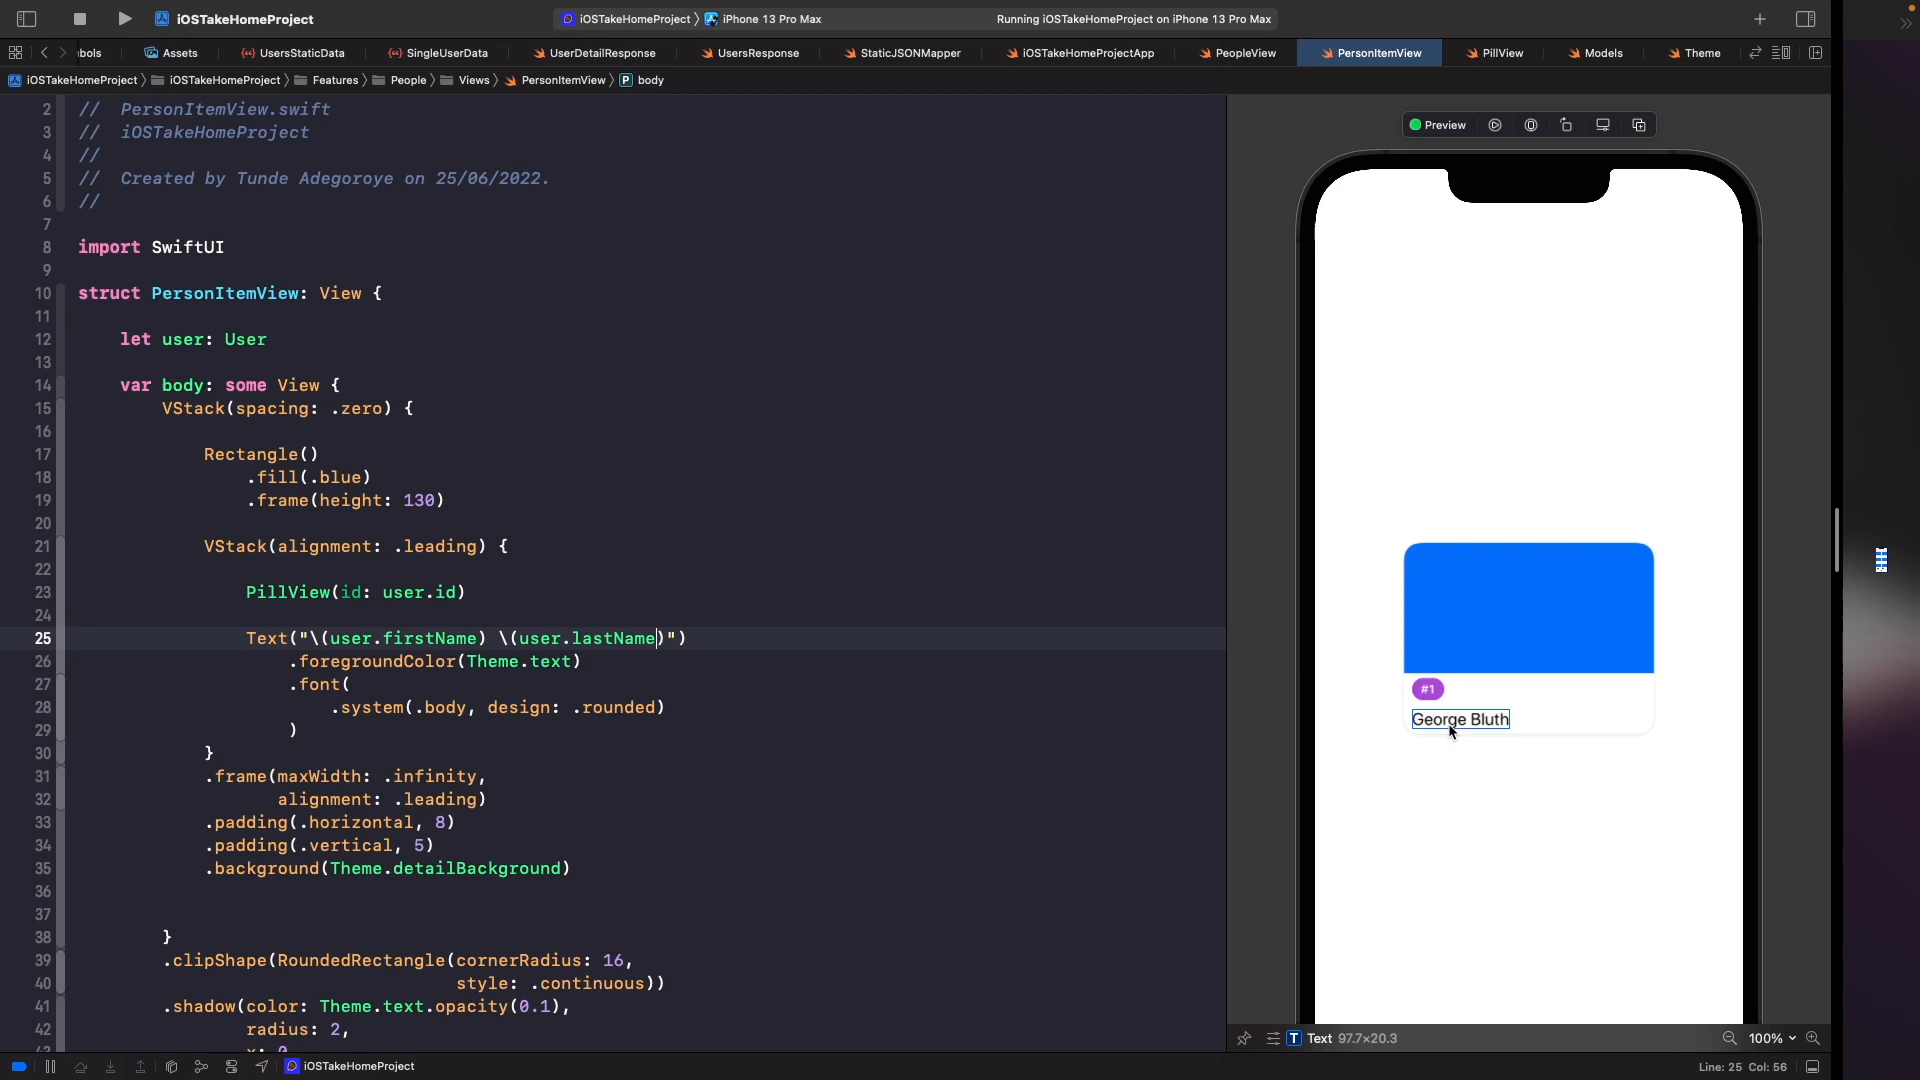 iOSTakeHomeProject
iOSTakeHomeProject
iPhone 13 Pro Max
Running iOSTakeHomeProject on iPhone 13 Pro Max
bols
Assets
UsersStaticData
SingleUserData
UserDetailResponse
UsersResponse
StaticJSONMapper
iOSTakeHomeProjectApp
PeopleView
PersonItemView
PillView
Models
Theme
iOSTakeHomeProject
iOSTakeHomeProject
Features
People
Views
PersonItemView
P body
2 //  PersonItemView.swift
3 //  iOSTakeHomeProject
4 //
5 //  Created by Tunde Adegoroye on 25/06/2022.
6 //
7
8 import SwiftUI
9
10 struct PersonItemView: View {
11
12     let user: User
13
14     var body: some View {
15         VStack(spacing: .zero) {
16
17             Rectangle()
18                 .fill(.blue)
19                 .frame(height: 130)
20
21             VStack(alignment: .leading) {
22
23                 PillView(id: user.id)
24
25                 Text("\(user.firstName) \(user.lastName)")
26                     .foregroundColor(Theme.text)
27                     .font(
28                         .system(.body, design: .rounded)
29                     )
30             }
31             .frame(maxWidth: .infinity,
32                    alignment: .leading)
33             .padding(.horizontal, 8)
34             .padding(.vertical, 5)
35             .background(Theme.detailBackground)
36
37
38         }
39         .clipShape(RoundedRectangle(cornerRadius: 16,
40                                     style: .continuous))
41         .shadow(color: Theme.text.opacity(0.1),
42                 radius: 2,
Preview
#1
George Bluth
T Text 97.7×20.3
100%
iOSTakeHomeProject
Line: 25 Col: 56